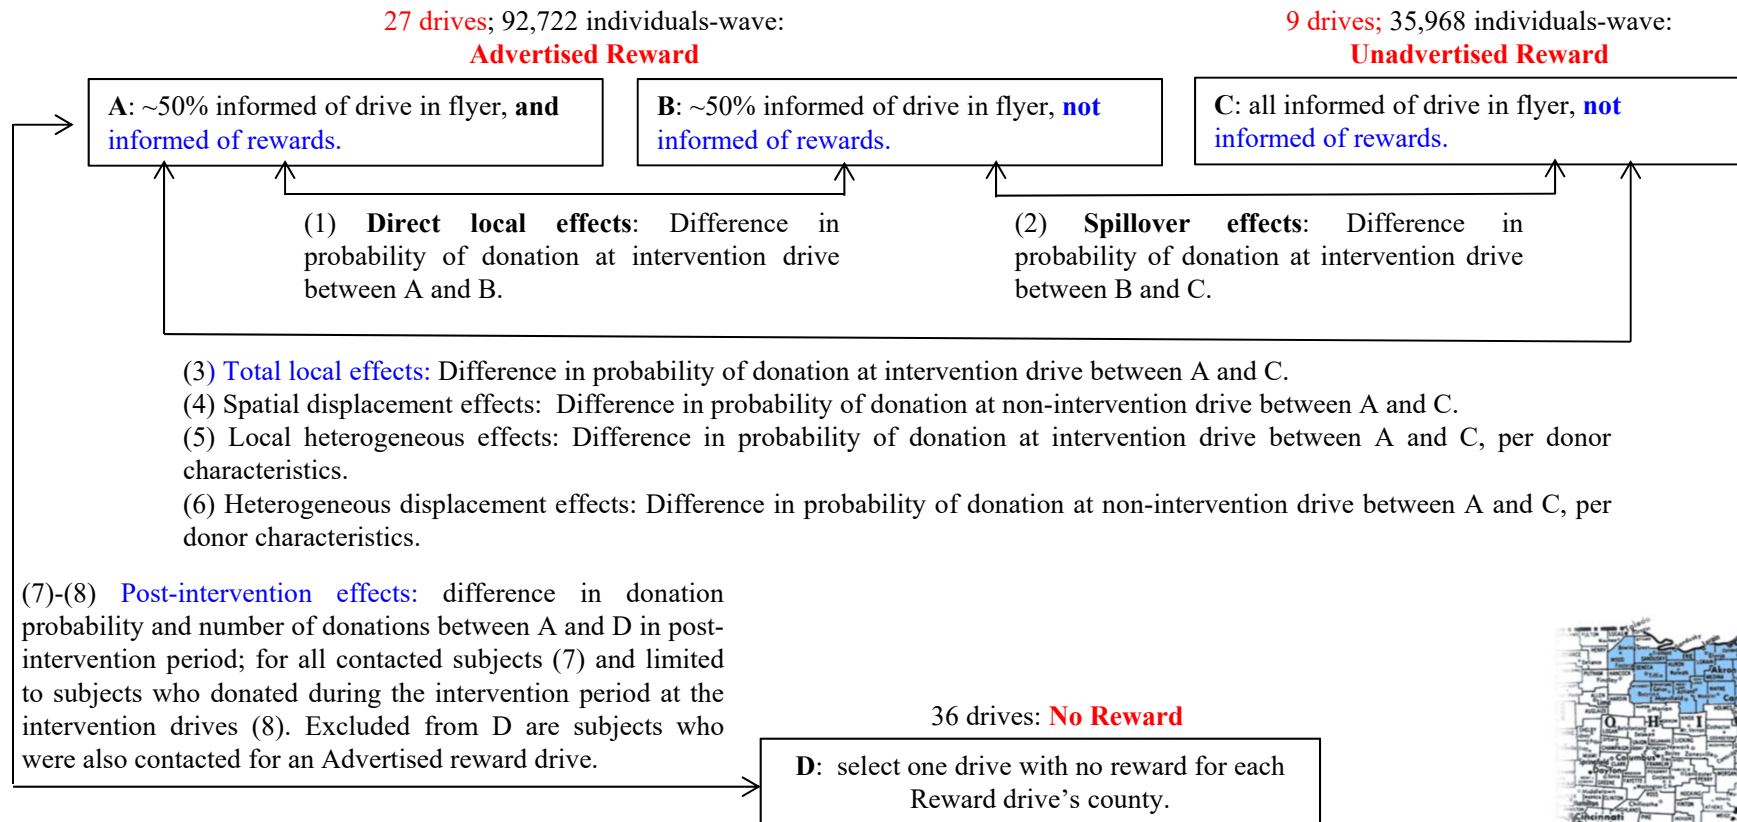 27 drives; 92,722 individuals-wave:
Advertised Reward
9 drives; 35,968 individuals-wave:
Unadvertised Reward
A: ~50% informed of drive in flyer, and
informed of rewards.
B: ~50% informed of drive in flyer, not
informed of rewards.
C: all informed of drive in flyer, not
informed of rewards.
(1) Direct local effects: Difference in
probability of donation at intervention drive
between A and B.
(2) Spillover effects: Difference in
probability of donation at intervention drive
between B and C.
(3) Total local effects: Difference in probability of donation at intervention drive between A and C.
(4) Spatial displacement effects: Difference in probability of donation at non-intervention drive between A and C.
(5) Local heterogeneous effects: Difference in probability of donation at intervention drive between A and C, per donor
characteristics.
(6) Heterogeneous displacement effects: Difference in probability of donation at non-intervention drive between A and C, per
donor characteristics.
(7)-(8) Post-intervention effects: difference in donation
probability and number of donations between A and D in post-
intervention period; for all contacted subjects (7) and limited
to subjects who donated during the intervention period at the
intervention drives (8). Excluded from D are subjects who
were also contacted for an Advertised reward drive.
36 drives: No Reward
D: select one drive with no reward for each
Reward drive's county.
O H I
Akron
Columbus
Dayton
Cincinnati